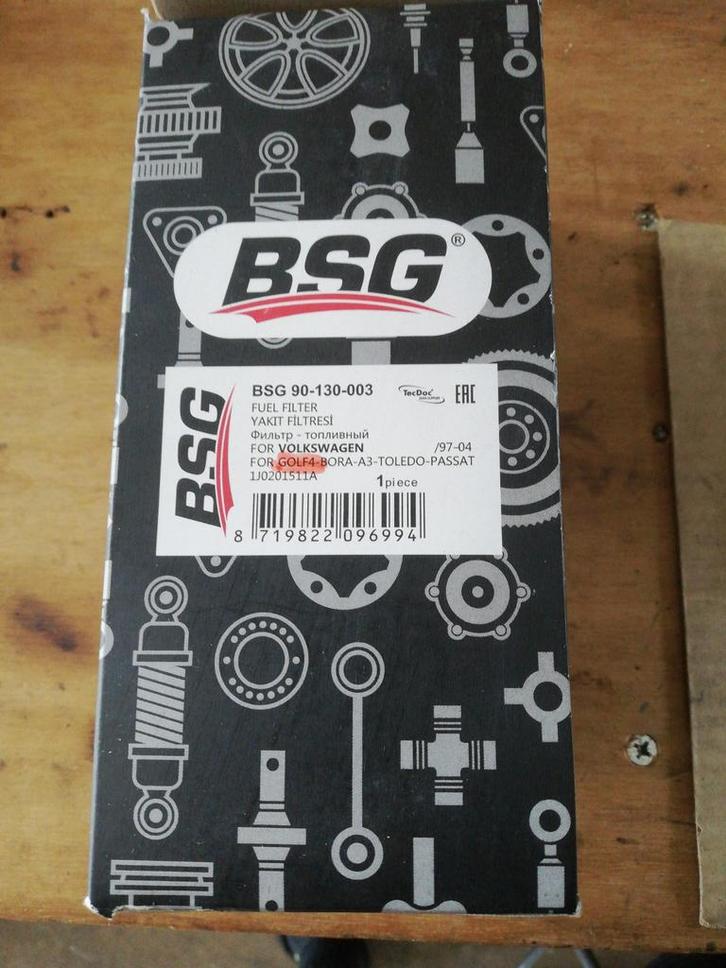 BSG®
BSG
BSG 90-130-003
TecDoc
EAC
FUEL FILTER
YAKIT FİLTRESİ
Фильтр - топливный
FOR VOLKSWAGEN /97-04
FOR GOLF4-BORA-A3-TOLEDO-PASSAT
1J0201511A
1piece
8 719822 096994